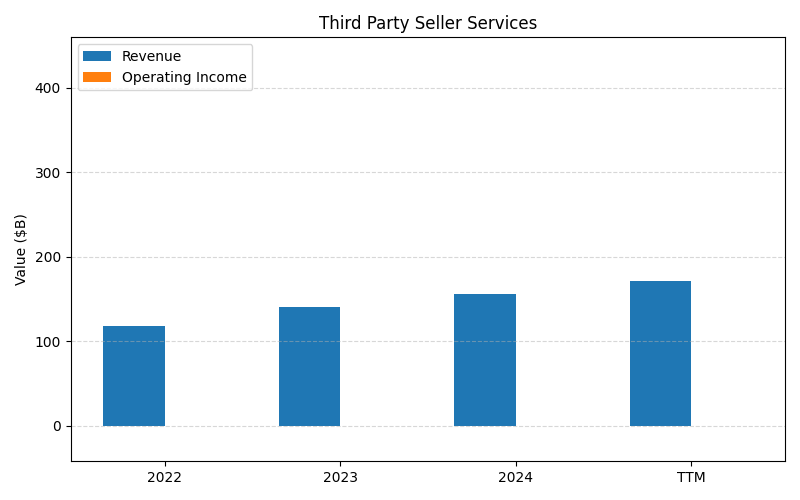 Third Party Seller Services
Revenue
Operating Income
Value ($B)
400
300
200
100
0
2022
2023
2024
TTM